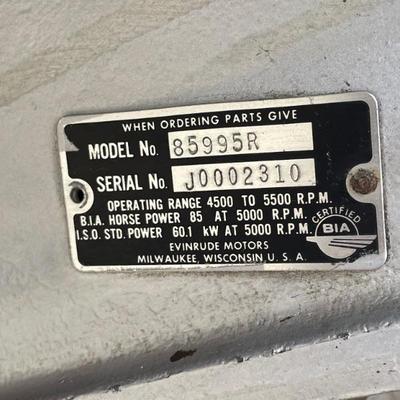 WHEN ORDERING PARTS GIVE
MODEL No. 85995R
SERIAL No. J0002310
OPERATING RANGE 4500 TO 5500 R.P.M.
B.I.A. HORSE POWER 85 AT 5000 R.P.M.
I.S.O. STD. POWER 60.1 kW AT 5000 R.P.M.
EVINRUDE MOTORS
MILWAUKEE, WISCONSIN U. S. A.
CERTIFIED
BIA